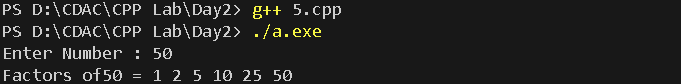 PS D:\CDAC\CPP Lab\Day2> g++ 5.cpp
PS D:\CDAC\CPP Lab\Day2> ./a.exe
Enter Number : 50
Factors of50 = 1 2 5 10 25 50